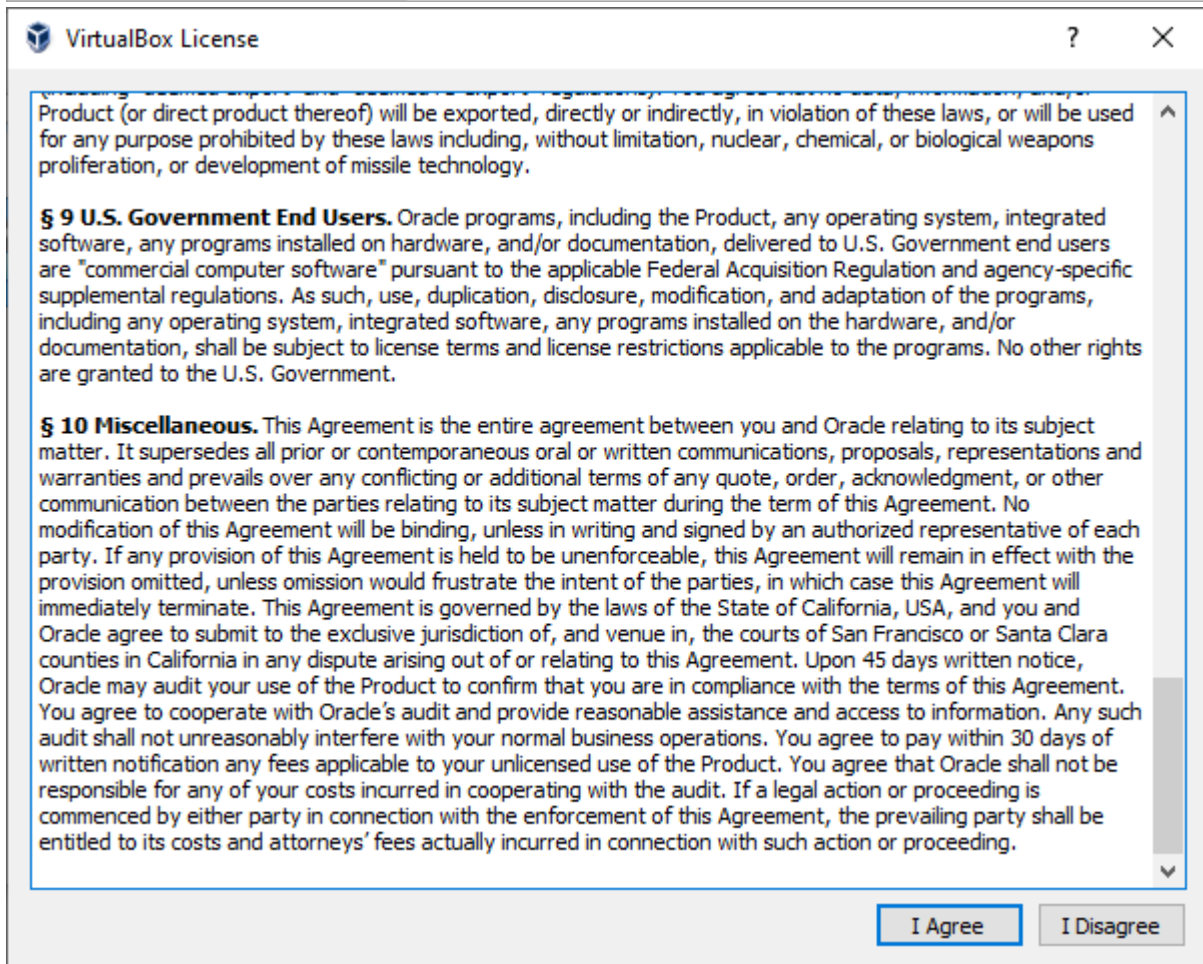 VirtualBox License
?
Product (or direct product thereof) will be exported, directly or indirectly, in violation of these laws, or will be used
for any purpose prohibited by these laws including, without limitation, nuclear, chemical, or biological weapons
proliferation, or development of missile technology.
§ 9 U.S. Government End Users. Oracle programs, including the Product, any operating system, integrated
software, any programs installed on hardware, and/or documentation, delivered to U.S. Government end users
are "commercial computer software" pursuant to the applicable Federal Acquisition Regulation and agency-specific
supplemental regulations. As such, use, duplication, disclosure, modification, and adaptation of the programs,
including any operating system, integrated software, any programs installed on the hardware, and/or
documentation, shall be subject to license terms and license restrictions applicable to the programs. No other rights
are granted to the U.S. Government.
§ 10 Miscellaneous. This Agreement is the entire agreement between you and Oracle relating to its subject
matter. It supersedes all prior or contemporaneous oral or written communications, proposals, representations and
warranties and prevails over any conflicting or additional terms of any quote, order, acknowledgment, or other
communication between the parties relating to its subject matter during the term of this Agreement. No
modification of this Agreement will be binding, unless in writing and signed by an authorized representative of each
party. If any provision of this Agreement is held to be unenforceable, this Agreement will remain in effect with the
provision omitted, unless omission would frustrate the intent of the parties, in which case this Agreement will
immediately terminate. This Agreement is governed by the laws of the State of California, USA, and you and
Oracle agree to submit to the exclusive jurisdiction of, and venue in, the courts of San Francisco or Santa Clara
counties in California in any dispute arising out of or relating to this Agreement. Upon 45 days written notice,
Oracle may audit your use of the Product to confirm that you are in compliance with the terms of this Agreement.
You agree to cooperate with Oracle’s audit and provide reasonable assistance and access to information. Any such
audit shall not unreasonably interfere with your normal business operations. You agree to pay within 30 days of
written notification any fees applicable to your unlicensed use of the Product. You agree that Oracle shall not be
responsible for any of your costs incurred in cooperating with the audit. If a legal action or proceeding is
commenced by either party in connection with the enforcement of this Agreement, the prevailing party shall be
entitled to its costs and attorneys’ fees actually incurred in connection with such action or proceeding.
I Agree
I Disagree